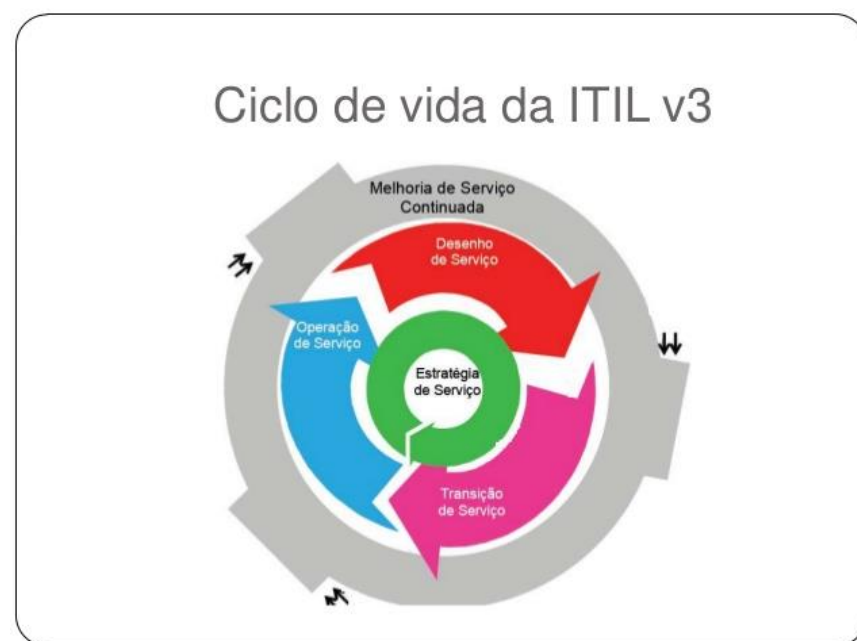 Ciclo de vida da ITIL v3
Melhoria de Serviço
Continuada
Desenho
de Serviço
Operação
de Serviço
Estratégia
de Serviço
Transição
de Serviço